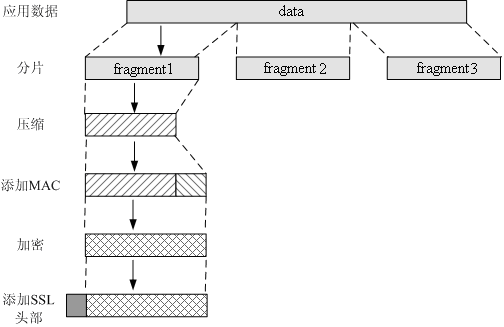 应用数据
data
分片
fragment1
fragment 2
fragment3
压缩
添加MAC
加密
添加SSL
头部